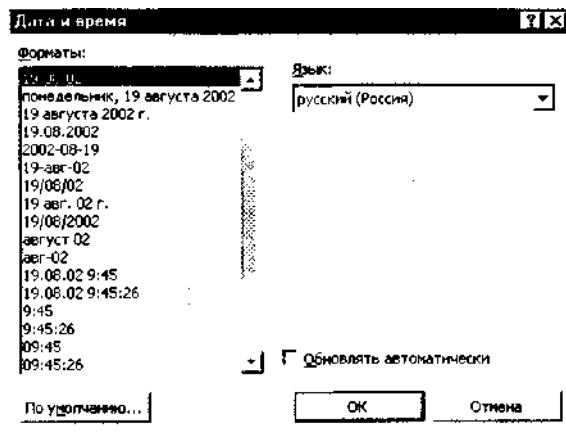 Дата и время
Форматы:
понедельник, 19 августа 2002
19 августа 2002 г.
19.08.2002
2002-08-19
19-авг-02
19/08/02
19 авг. 02 г.
19/08/2002
август 02
авг-02
19.08.02 9:45
19.08.02 9:45:26
9:45
9:45:26
09:45
09:45:26
Язык:
русский (Россия)
Обновлять автоматически
По умолчанию...
ОК
Отмена